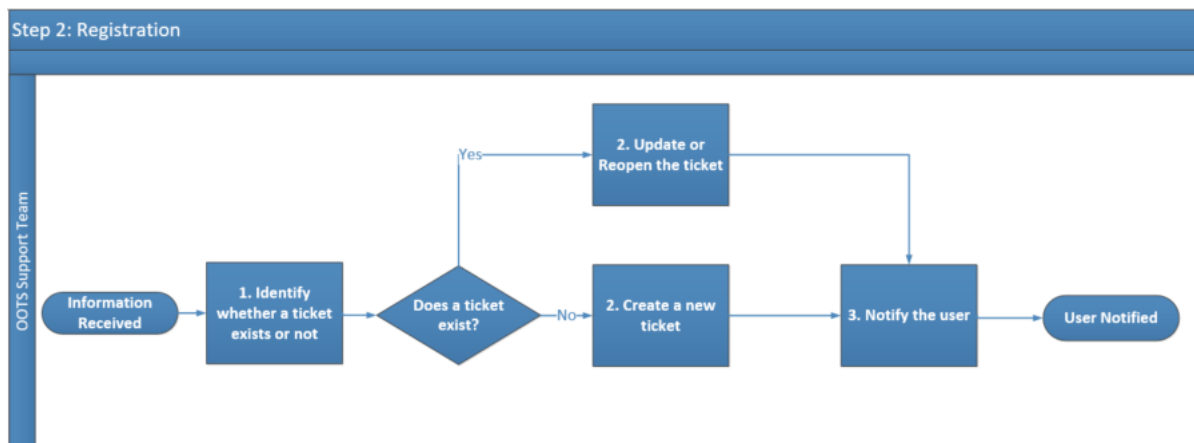 Step 2: Registration
OOTS Support Team
Information
Received
1. Identify
whether a ticket
exists or not
Does a ticket
exist?
Yes
2. Update or
Reopen the ticket
No
2. Create a new
ticket
3. Notify the user
User Notified